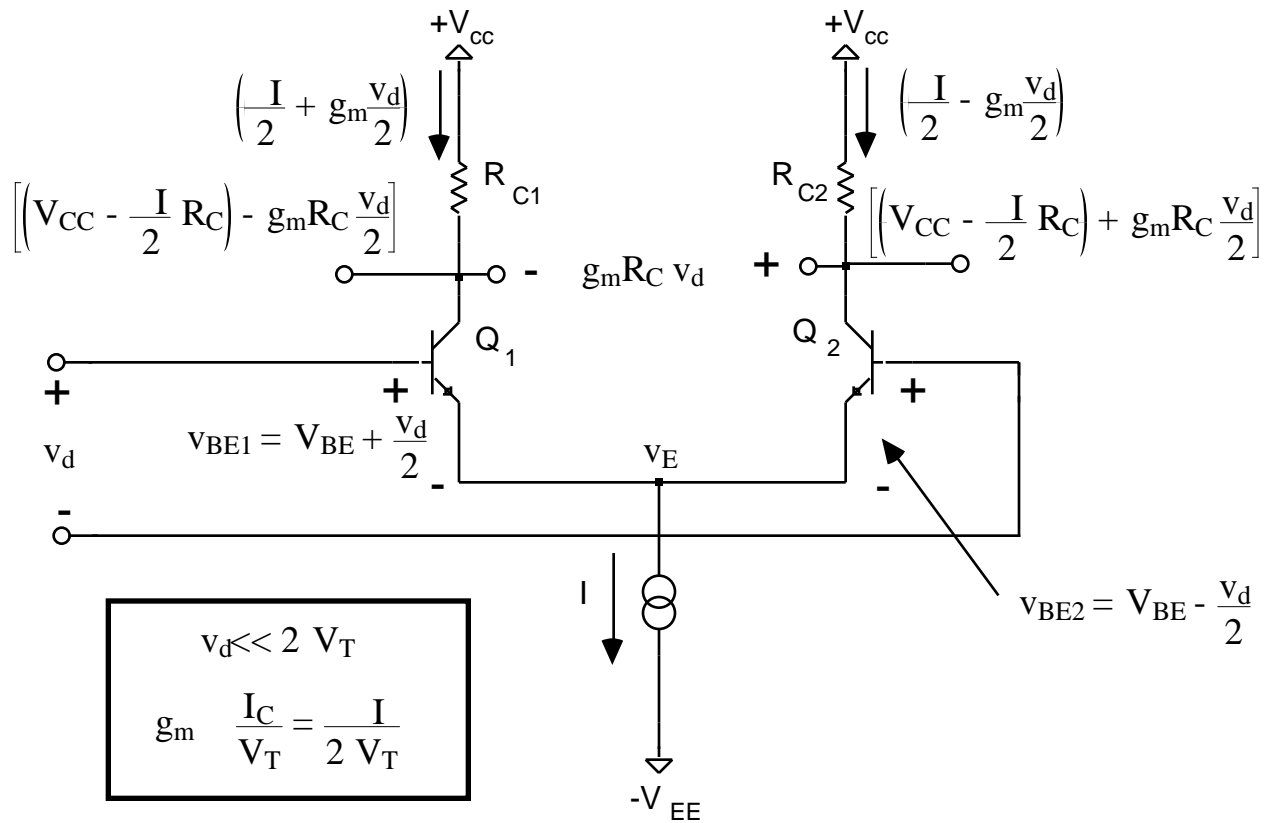 +Vcc +Vcc
(I/2 + gm vd/2) (I/2 - gm vd/2)
RC1 RC2
[(VCC - I/2 RC) - gmRC vd/2] [(VCC - I/2 RC) + gmRC vd/2]
- gmRC vd +
Q1 Q2
+ + +
vd vBE1 = VBE + vd/2 vE
- - -
I
vBE2 = VBE - vd/2
vd<< 2 VT
gm IC/VT = I/2 VT
-VEE